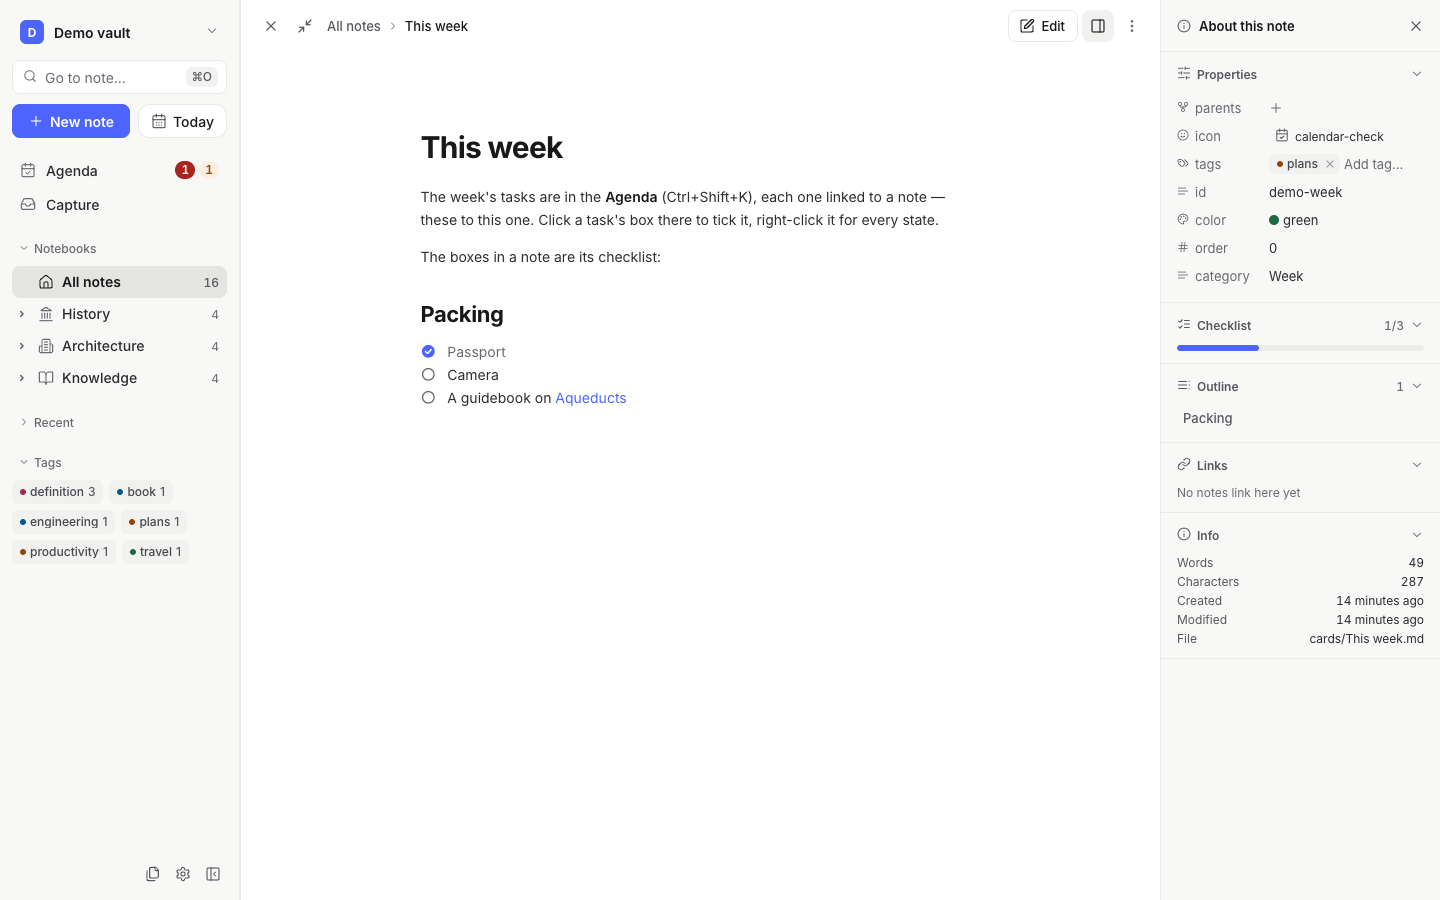 D Demo vault
Go to note... ⌘O
+ New note Today
Agenda 1 1
Capture
Notebooks
All notes 16
History 4
Architecture 4
Knowledge 4
Recent
Tags
definition 3 book 1
engineering 1 plans 1
productivity 1 travel 1
All notes > This week
Edit
This week
The week's tasks are in the Agenda (Ctrl+Shift+K), each one linked to a note —
these to this one. Click a task's box there to tick it, right-click it for every state.
The boxes in a note are its checklist:
Packing
Passport
Camera
A guidebook on Aqueducts
About this note
Properties
parents +
icon calendar-check
tags plans × Add tag...
id demo-week
color green
order 0
category Week
Checklist 1/3
Outline 1
Packing
Links
No notes link here yet
Info
Words 49
Characters 287
Created 14 minutes ago
Modified 14 minutes ago
File cards/This week.md